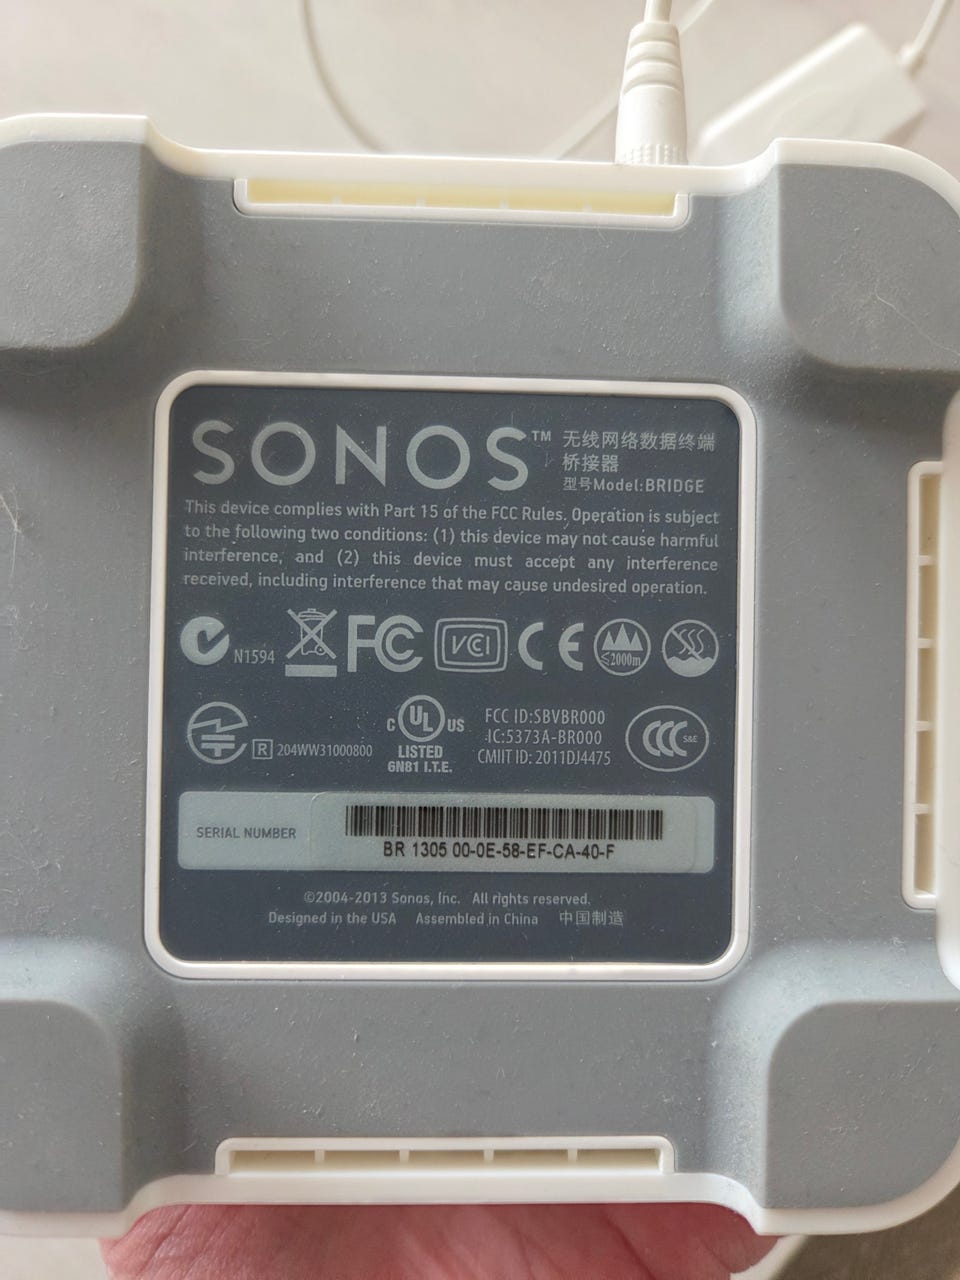 SONOS™
无线网络数据终端
桥接器
型号Model:BRIDGE
This device complies with Part 15 of the FCC Rules. Operation is subject
to the following two conditions: (1) this device may not cause harmful
interference, and (2) this device must accept any interference
received, including interference that may cause undesired operation.
N1594
FC
VCI
CE
≤2000m
R 204WW31000800
C UL US
LISTED
6N81 I.T.E.
FCC ID:SBVBR000
IC:5373A-BR000
CMIIT ID: 2011DJ4475
CCC S&E
SERIAL NUMBER
BR 1305 00-0E-58-EF-CA-40-F
©2004-2013 Sonos, Inc. All rights reserved.
Designed in the USA Assembled in China 中国制造